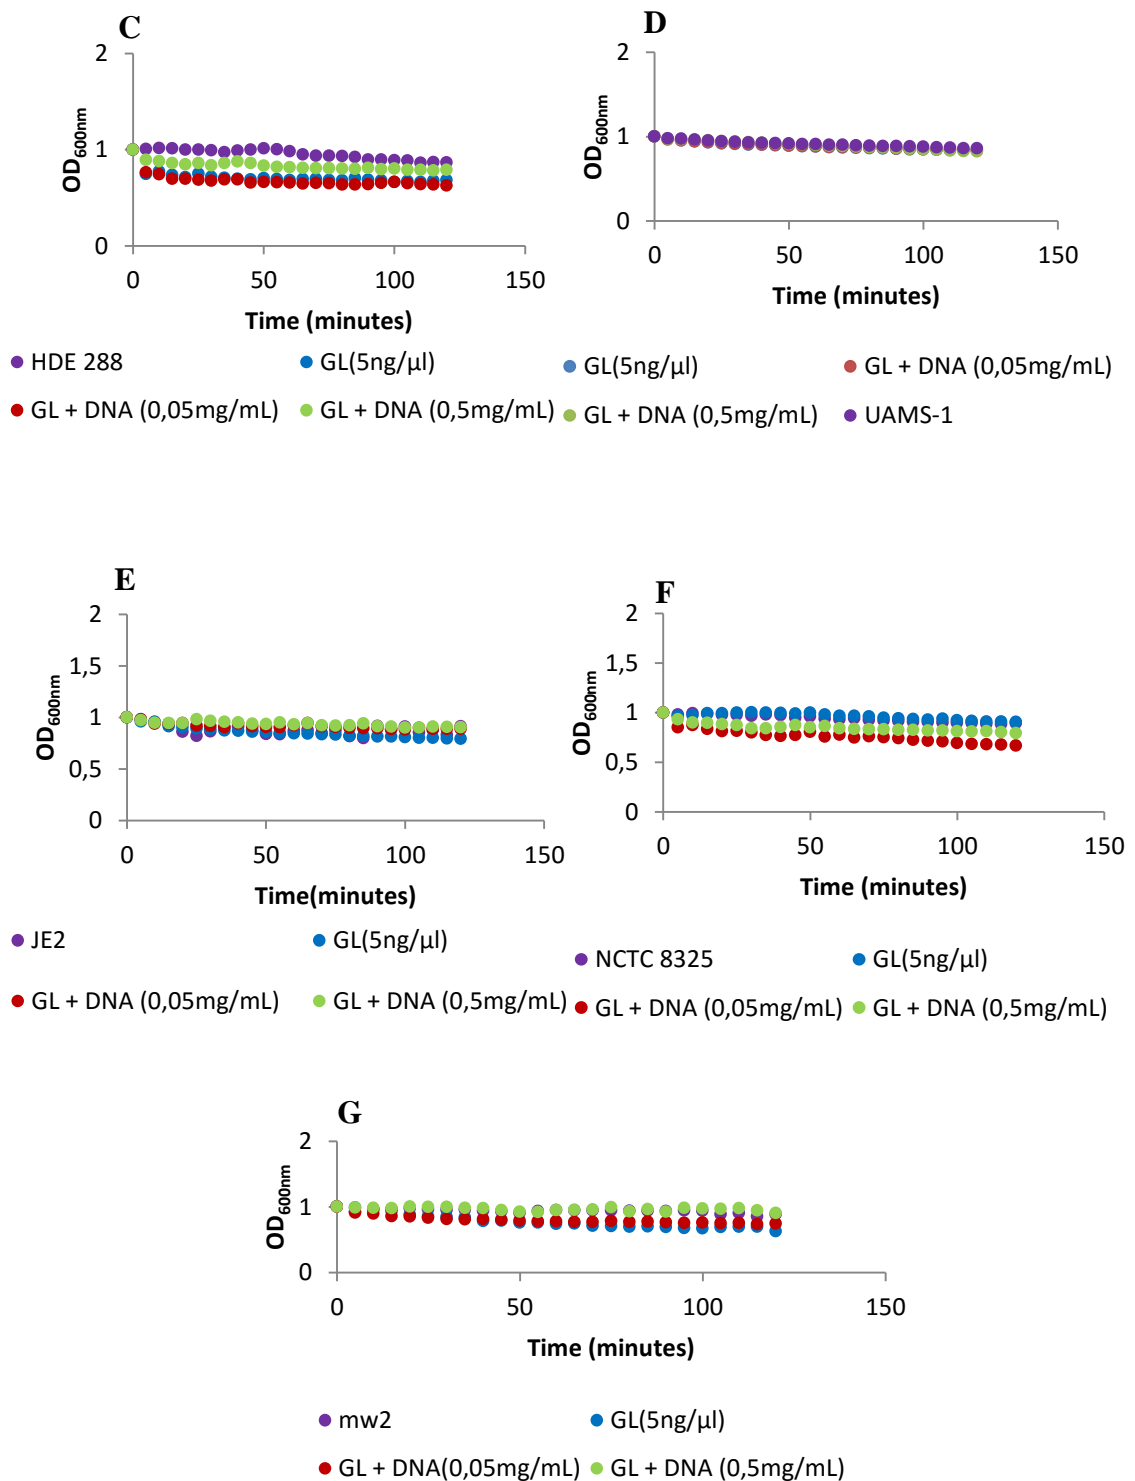 C
2
1
0
OD600nm
0 50 100 150
Time (minutes)
HDE 288 GL(5ng/µl)
GL + DNA (0,05mg/mL) GL + DNA (0,5mg/mL)
D
2
1
0
OD600nm
0 50 100 150
Time (minutes)
GL(5ng/µl) GL + DNA (0,05mg/mL)
GL + DNA (0,5mg/mL) UAMS-1
E
2
1,5
1
0,5
0
OD600nm
0 50 100 150
Time(minutes)
JE2 GL(5ng/µl)
GL + DNA (0,05mg/mL) GL + DNA (0,5mg/mL)
F
2
1,5
1
0,5
0
OD600nm
0 50 100 150
Time (minutes)
NCTC 8325 GL(5ng/µl)
GL + DNA (0,05mg/mL) GL + DNA (0,5mg/mL)
G
2
1
0
OD600nm
0 50 100 150
Time (minutes)
mw2 GL(5ng/µl)
GL + DNA(0,05mg/mL) GL + DNA (0,5mg/mL)